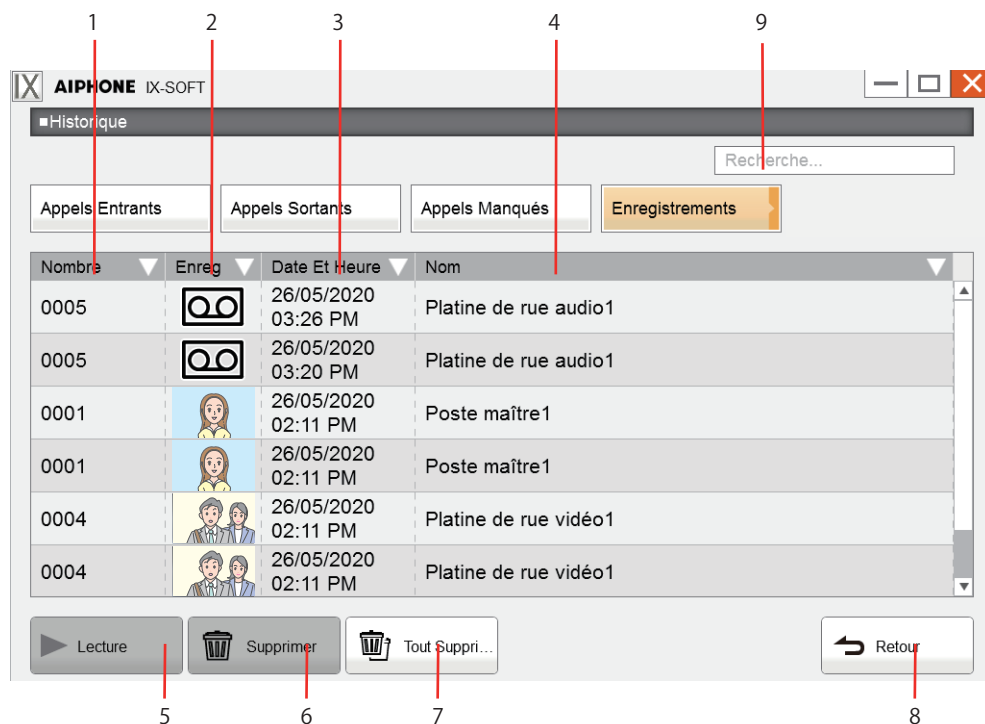 1 2 3 4 9
IX AIPHONE IX-SOFT
■Historique
Recherche...
Appels Entrants Appels Sortants Appels Manqués Enregistrements
Nombre Enreg Date Et Heure Nom
0005 26/05/2020 03:26 PM Platine de rue audio1
0005 26/05/2020 03:20 PM Platine de rue audio1
0001 26/05/2020 02:11 PM Poste maître1
0001 26/05/2020 02:11 PM Poste maître1
0004 26/05/2020 02:11 PM Platine de rue vidéo1
0004 26/05/2020 02:11 PM Platine de rue vidéo1
Lecture Supprimer Tout Suppri... Retour
5 6 7 8